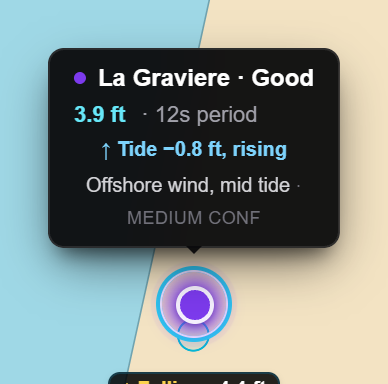 La Graviere · Good
3.9 ft · 12s period
↑ Tide −0.8 ft, rising
Offshore wind, mid tide ·
MEDIUM CONF